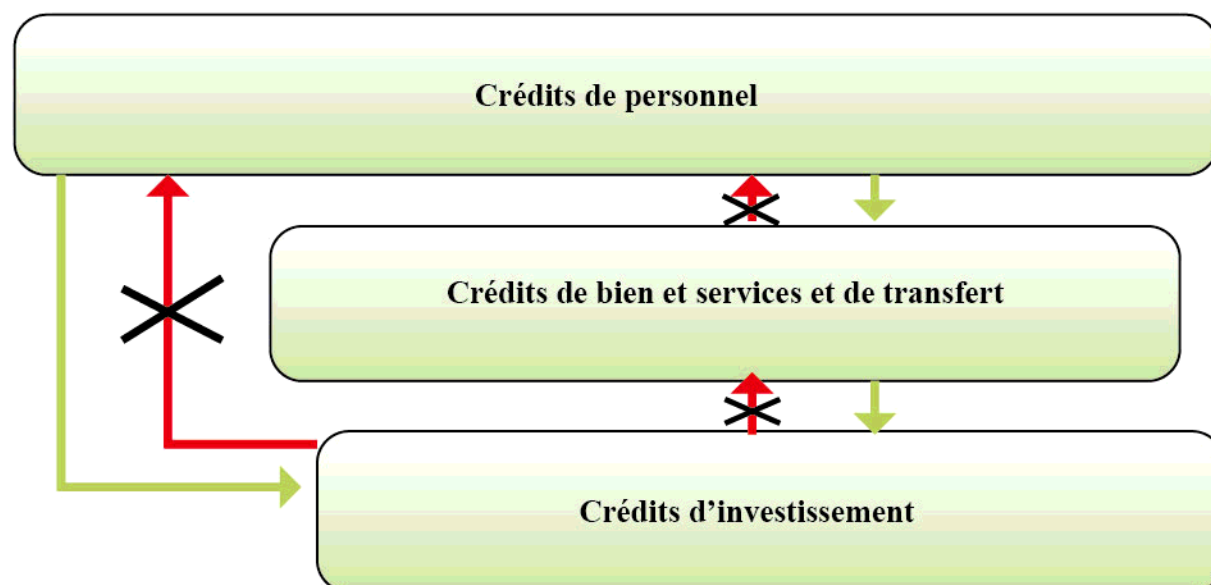 Crédits de personnel
Crédits de bien et services et de transfert
Crédits d’investissement